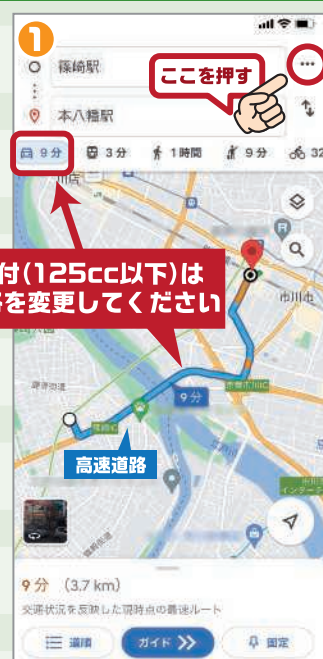 1
篠崎駅
ここを押す
本八幡駅
9分
3分
1時間
9分
32
付(125cc以下)は
を変更してください
市川市
9分
高速道路
9分 (3.7 km)
交通状況を反映した現時点の最速ルート
道順
ガイド
固定